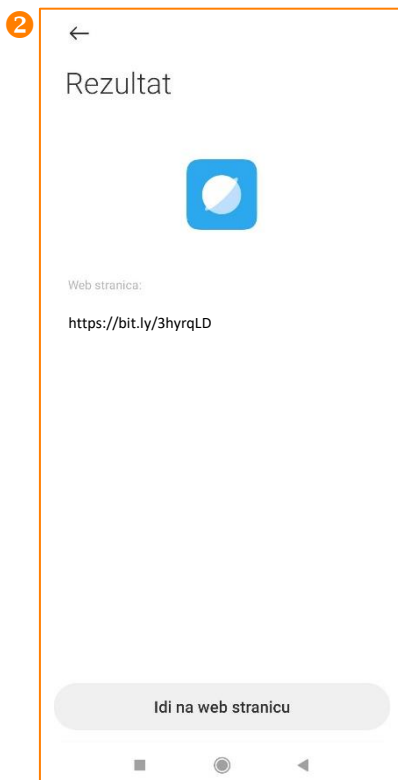 2
Rezultat
Web stranica:
https://bit.ly/3hyrqLD
Idi na web stranicu